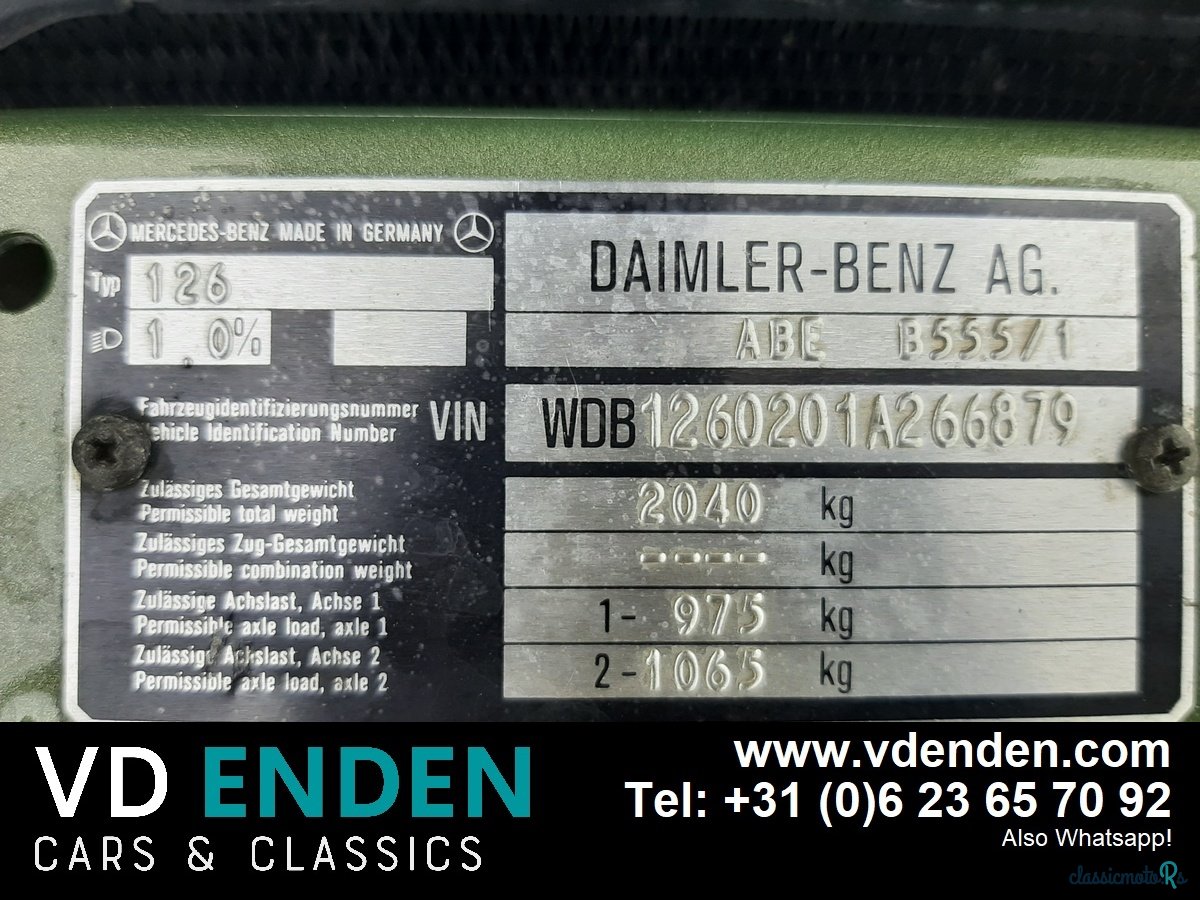 MERCEDES-BENZ MADE IN GERMANY
Typ 126
1.0%
DAIMLER-BENZ AG.
ABE B555/1
Fahrzeugidentifizierungsnummer
Vehicle Identification Number
VIN WDB1260201A266879
Zulässiges Gesamtgewicht
Permissible total weight
2040 kg
Zulässiges Zug-Gesamtgewicht
Permissible combination weight
---- kg
Zulässige Achslast, Achse 1
Permissible axle load, axle 1
1- 975 kg
Zulässige Achslast, Achse 2
Permissible axle load, axle 2
2-1065 kg
VD ENDEN
CARS & CLASSICS
www.vdenden.com
Tel: +31 (0)6 23 65 70 92
Also Whatsapp!
classicmotoRs